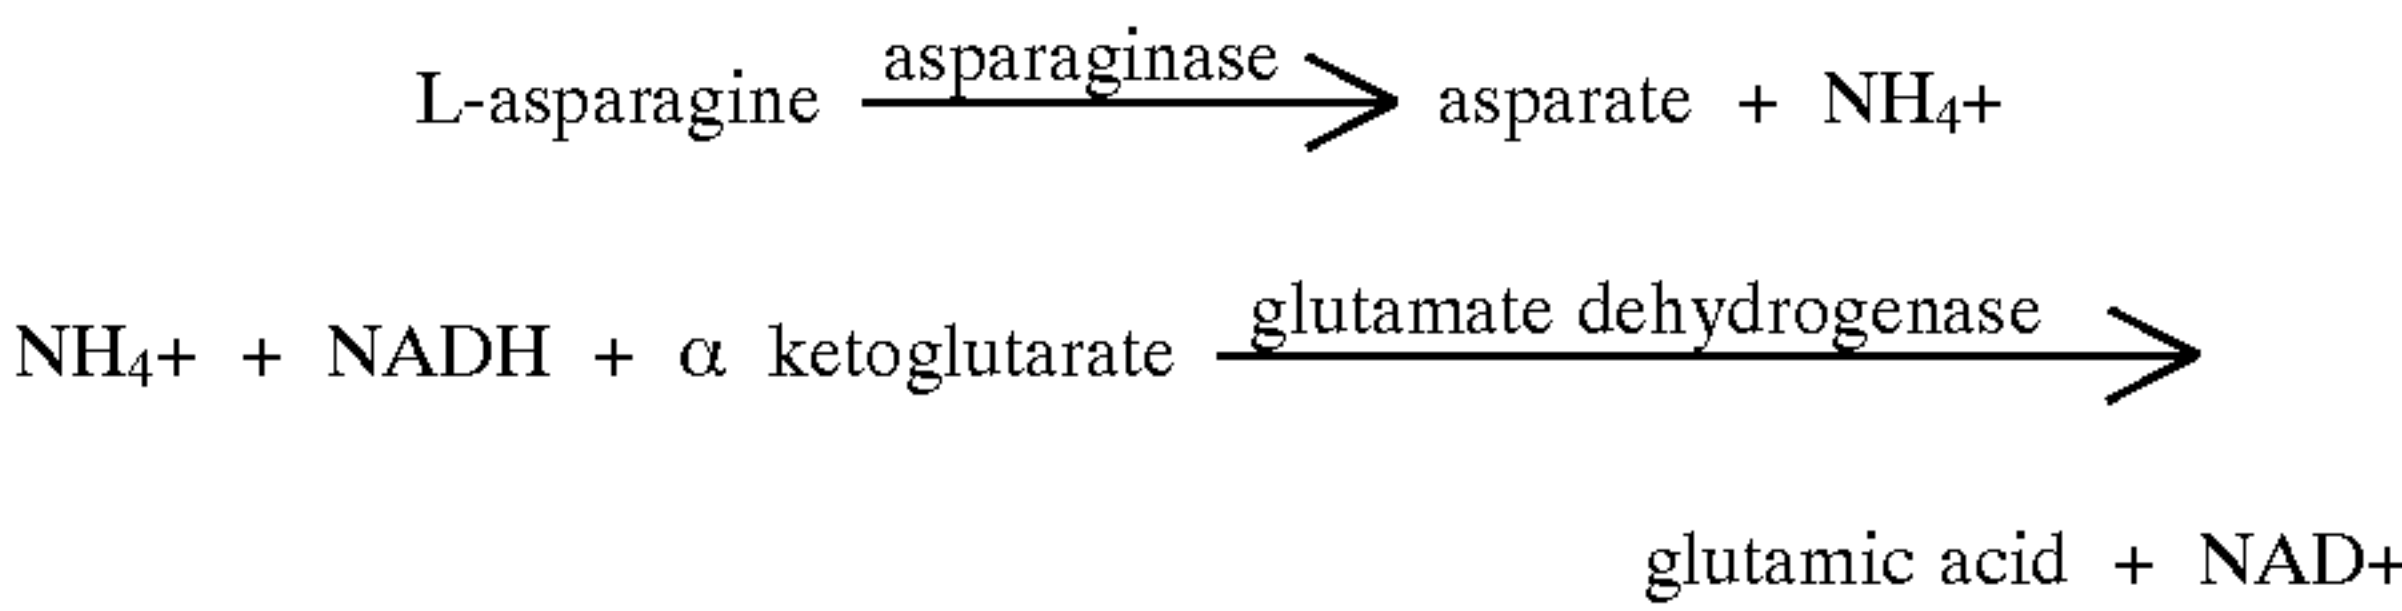 asparaginase
L-asparagine asparate + NH₄+
glutamate dehydrogenase
NH₄+ + NADH + α ketoglutarate
glutamic acid + NAD+